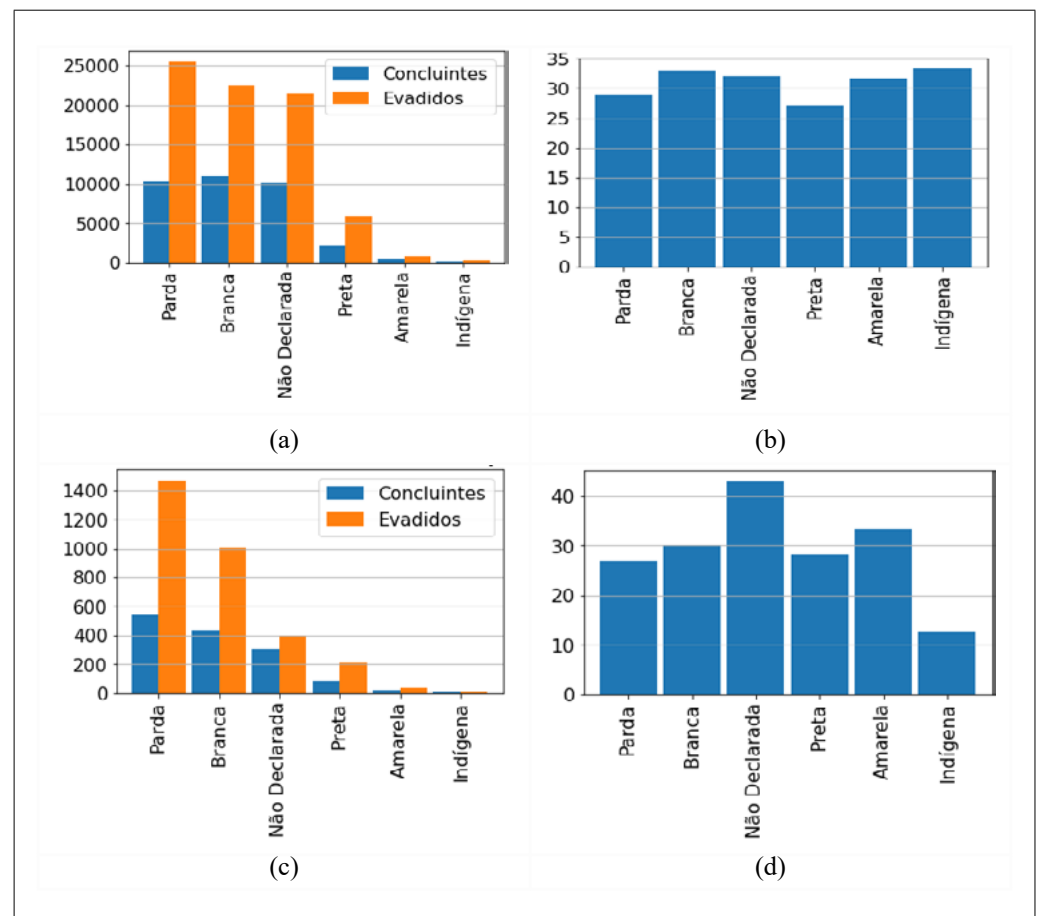 25000
20000
15000
10000
5000
0
Concluintes
Evadidos
Parda
Branca
Não Declarada
Preta
Amarela
Indígena
(a)
35
30
25
20
15
10
5
0
Parda
Branca
Não Declarada
Preta
Amarela
Indígena
(b)
1400
1200
1000
800
600
400
200
0
Concluintes
Evadidos
Parda
Branca
Não Declarada
Preta
Amarela
Indígena
(c)
40
30
20
10
0
Parda
Branca
Não Declarada
Preta
Amarela
Indígena
(d)